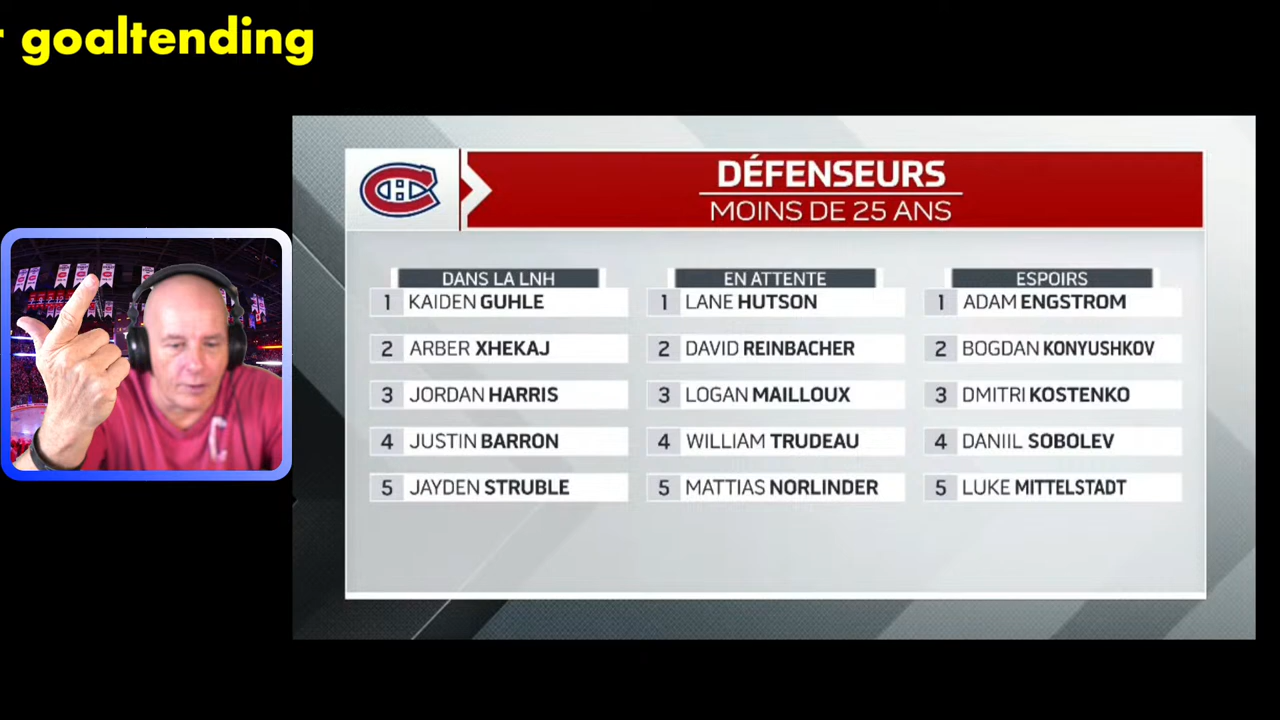 goaltending
DÉFENSEURS
MOINS DE 25 ANS
DANS LA LNH
1 KAIDEN GUHLE
2 ARBER XHEKAJ
3 JORDAN HARRIS
4 JUSTIN BARRON
5 JAYDEN STRUBLE
EN ATTENTE
1 LANE HUTSON
2 DAVID REINBACHER
3 LOGAN MAILLOUX
4 WILLIAM TRUDEAU
5 MATTIAS NORLINDER
ESPOIRS
1 ADAM ENGSTROM
2 BOGDAN KONYUSHKOV
3 DMITRI KOSTENKO
4 DANIIL SOBOLEV
5 LUKE MITTELSTADT